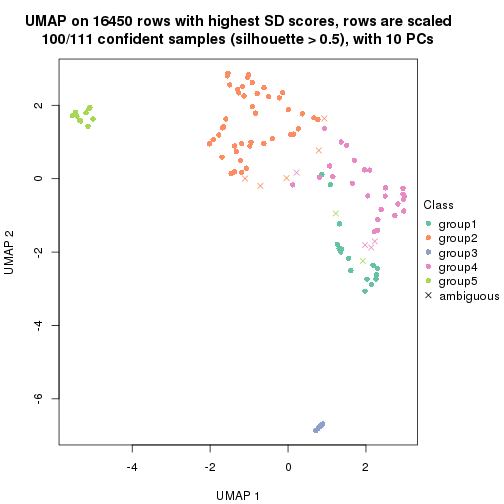 UMAP on 16450 rows with highest SD scores, rows are scaled
100/111 confident samples (silhouette > 0.5), with 10 PCs
2
0
-2
-4
-6
UMAP 2
-4
-2
0
2
UMAP 1
Class
group1
group2
group3
group4
group5
ambiguous